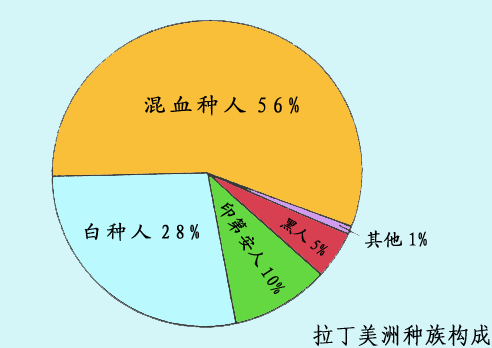 混血种人 56%
白种人 28%
印第安人 10%
黑人 5%
其他 1%
拉丁美洲种族构成